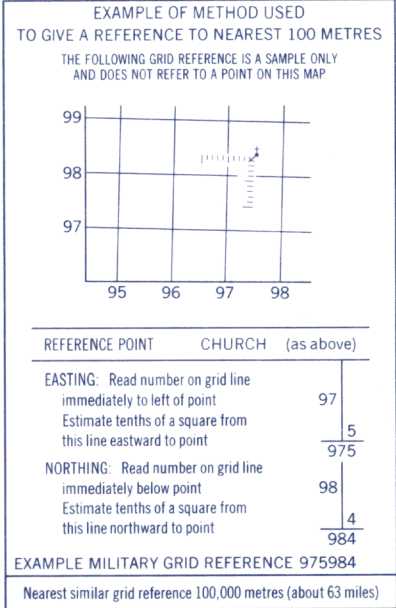 EXAMPLE OF METHOD USED
TO GIVE A REFERENCE TO NEAREST 100 METRES
THE FOLLOWING GRID REFERENCE IS A SAMPLE ONLY
AND DOES NOT REFER TO A POINT ON THIS MAP
99
98
97
95 96 97 98
REFERENCE POINT CHURCH (as above)
EASTING: Read number on grid line
immediately to left of point 97
Estimate tenths of a square from
this line eastward to point 5
975
NORTHING: Read number on grid line
immediately below point 98
Estimate tenths of a square from
this line northward to point 4
984
EXAMPLE MILITARY GRID REFERENCE 975984
Nearest similar grid reference 100,000 metres (about 63 miles)